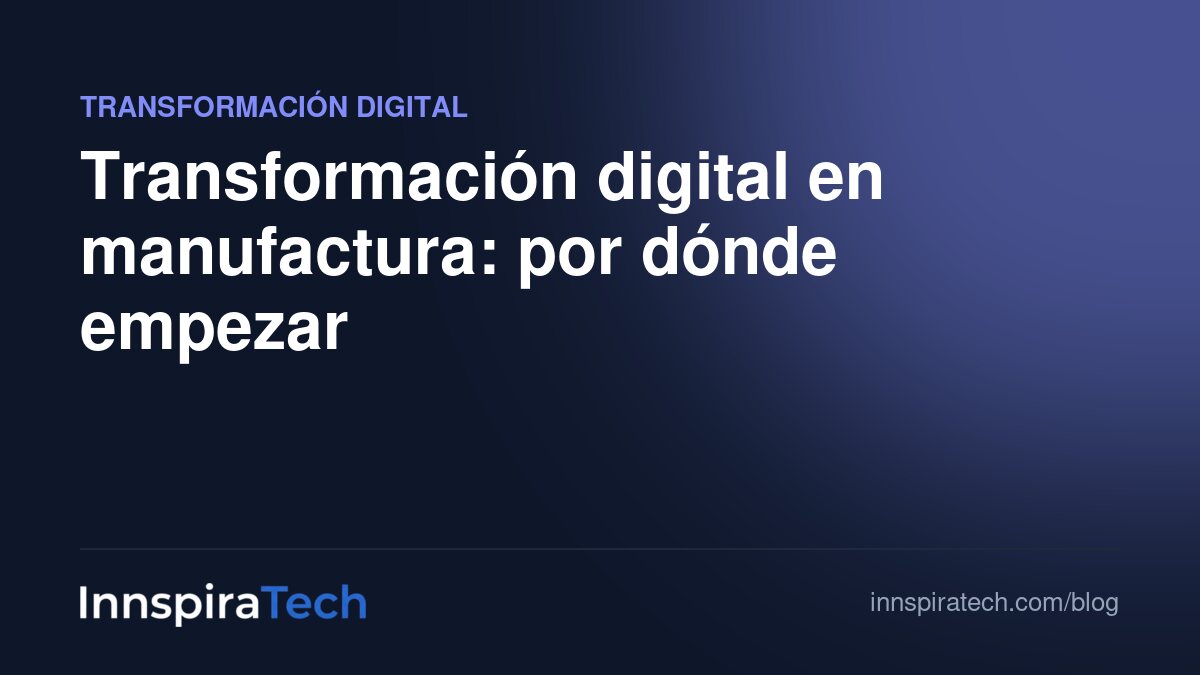 TRANSFORMACIÓN DIGITAL
Transformación digital en
manufactura: por dónde
empezar
InnspiraTech
innspiratech.com/blog